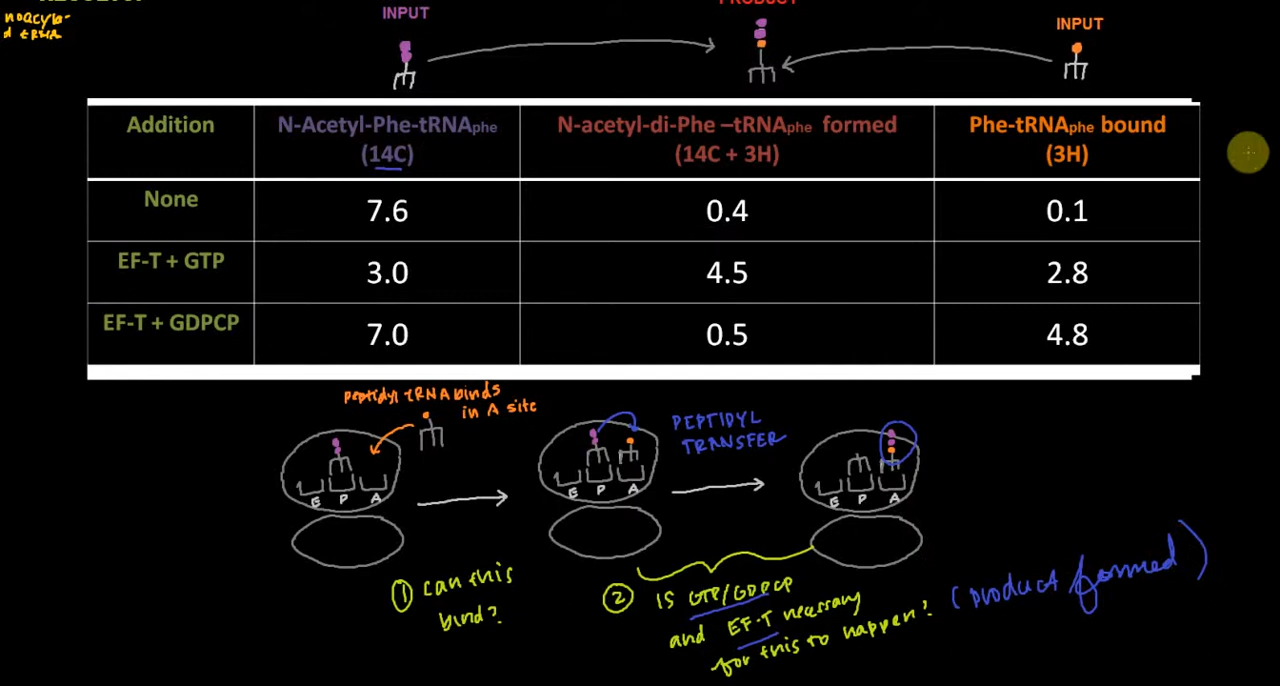 INPUT
PRODUCT
INPUT
d tRNA
Addition
N-Acetyl-Phe-tRNAphe
(14C)
N-acetyl-di-Phe –tRNAphe formed
(14C + 3H)
Phe-tRNAphe bound
(3H)
None
7.6
0.4
0.1
EF-T + GTP
3.0
4.5
2.8
EF-T + GDPCP
7.0
0.5
4.8
peptidyl tRNA binds
in A site
PEPTIDYL
TRANSFER
E P A
E P A
E P A
① can this
bind?
② IS GTP/GDPCP
and EF-T necessary
for this to happen?
(product formed)